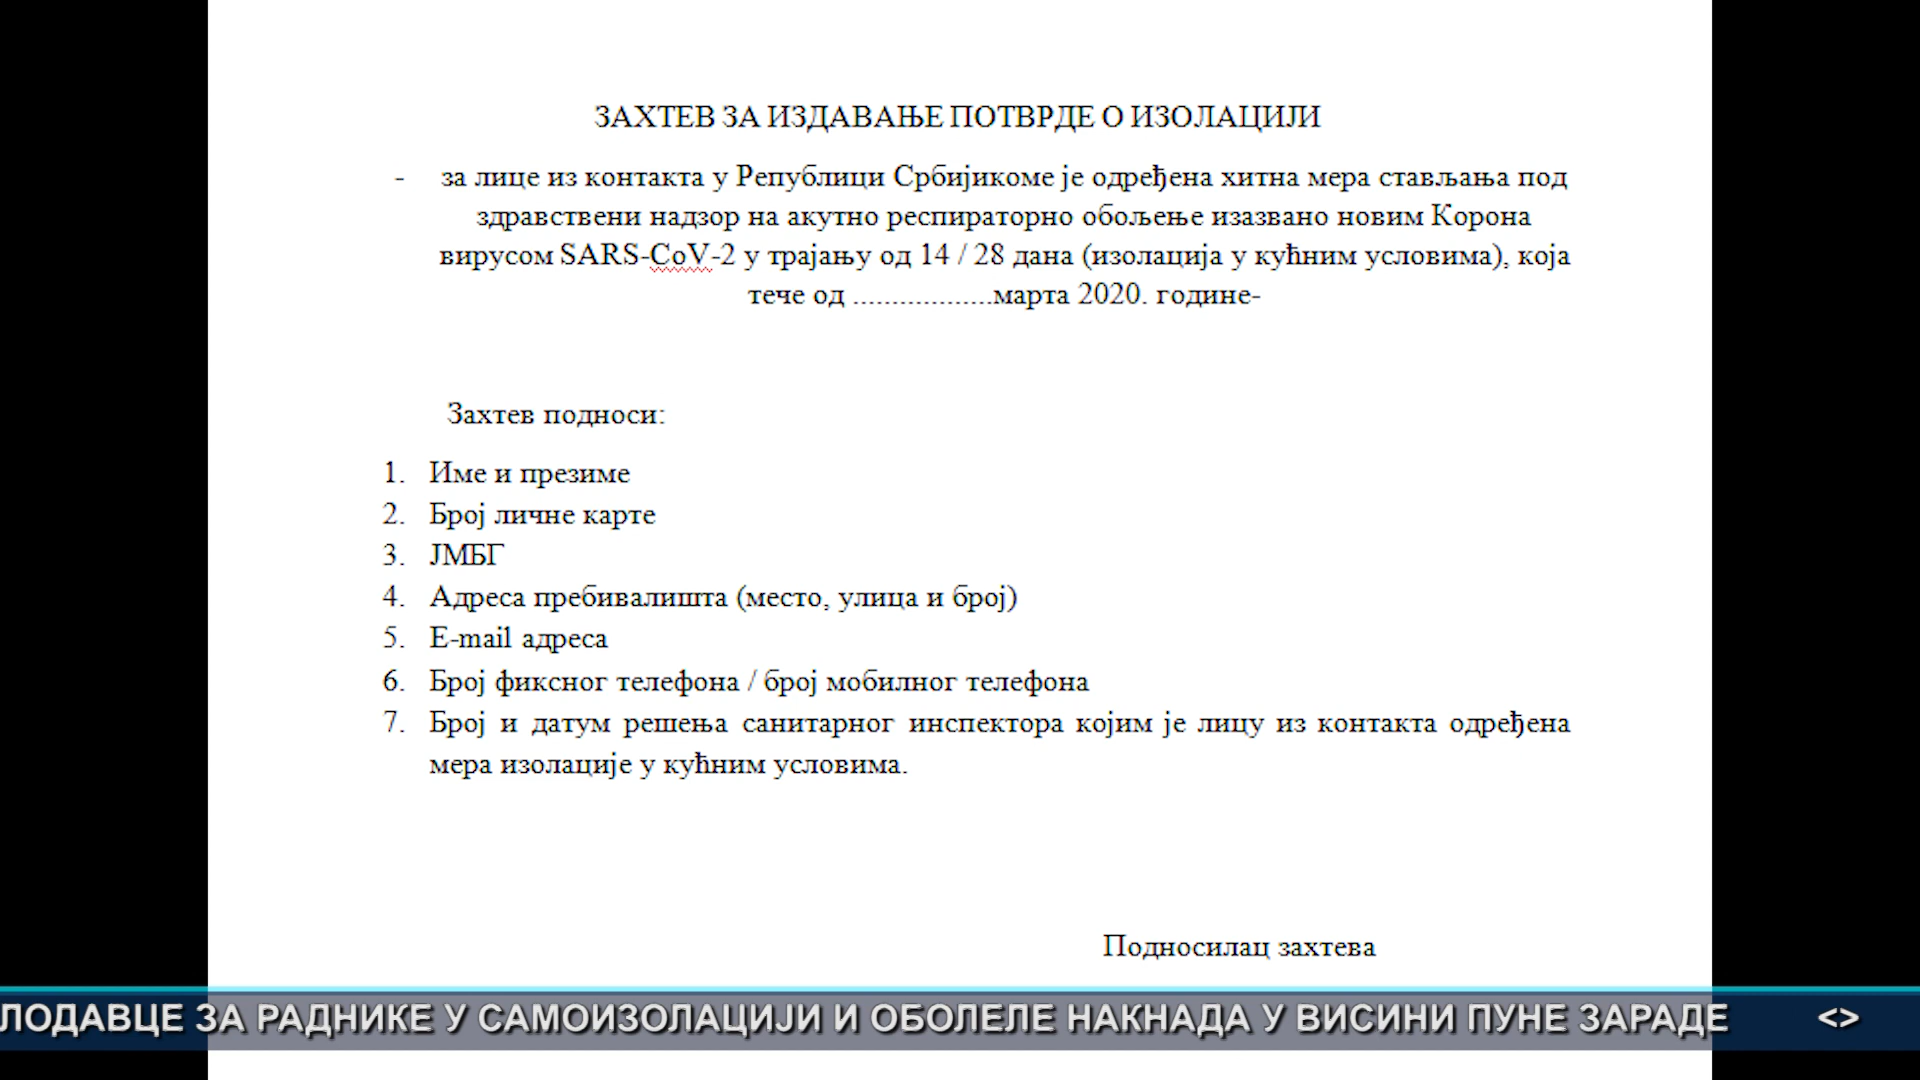 ЗАХТЕВ ЗА ИЗДАВАЊЕ ПОТВРДЕ О ИЗОЛАЦИЈИ
- за лице из контакта у Републици Србијикоме је одређена хитна мера стављања под
здравствени надзор на акутно респираторно обољење изазвано новим Корона
вирусом SARS-CoV-2 у трајању од 14 / 28 дана (изолација у кућним условима), која
тече од ..................марта 2020. године-
Захтев подноси:
1. Име и презиме
2. Број личне карте
3. ЈМБГ
4. Адреса пребивалишта (место, улица и број)
5. E-mail адреса
6. Број фиксног телефона / број мобилног телефона
7. Број и датум решења санитарног инспектора којим је лицу из контакта одређена
мера изолације у кућним условима.
Подносилац захтева
ЛОДАВЦЕ ЗА РАДНИКЕ У САМОИЗОЛАЦИЈИ И ОБОЛЕЛЕ НАКНАДА У ВИСИНИ ПУНЕ ЗАРАДЕ <>